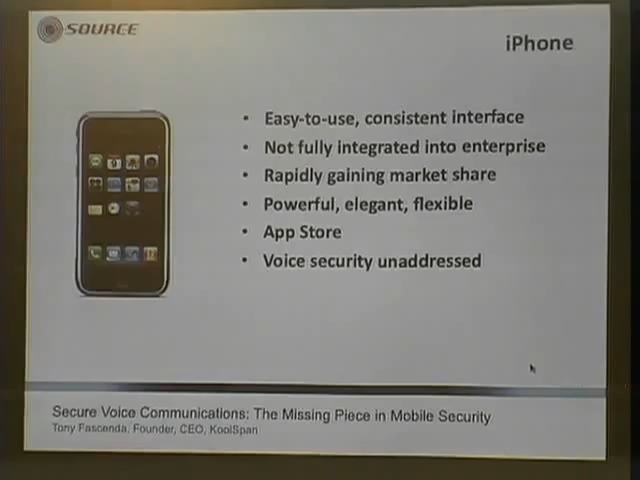 SOURCE
iPhone
• Easy-to-use, consistent interface
• Not fully integrated into enterprise
• Rapidly gaining market share
• Powerful, elegant, flexible
• App Store
• Voice security unaddressed
Secure Voice Communications: The Missing Piece in Mobile Security
Tony Fascenda, Founder, CEO, KoolSpan